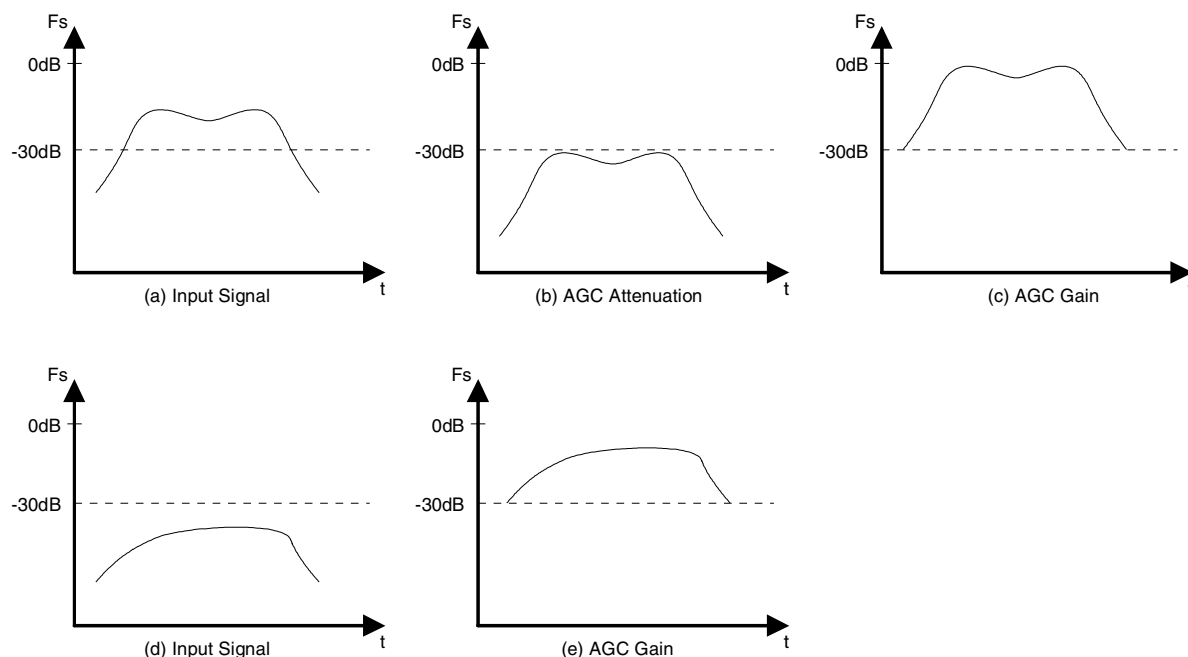 Fs
0dB
-30dB
t
(a) Input Signal
Fs
0dB
-30dB
t
(b) AGC Attenuation
Fs
0dB
-30dB
(c) AGC Gain
Fs
0dB
-30dB
t
(d) Input Signal
Fs
0dB
-30dB
t
(e) AGC Gain